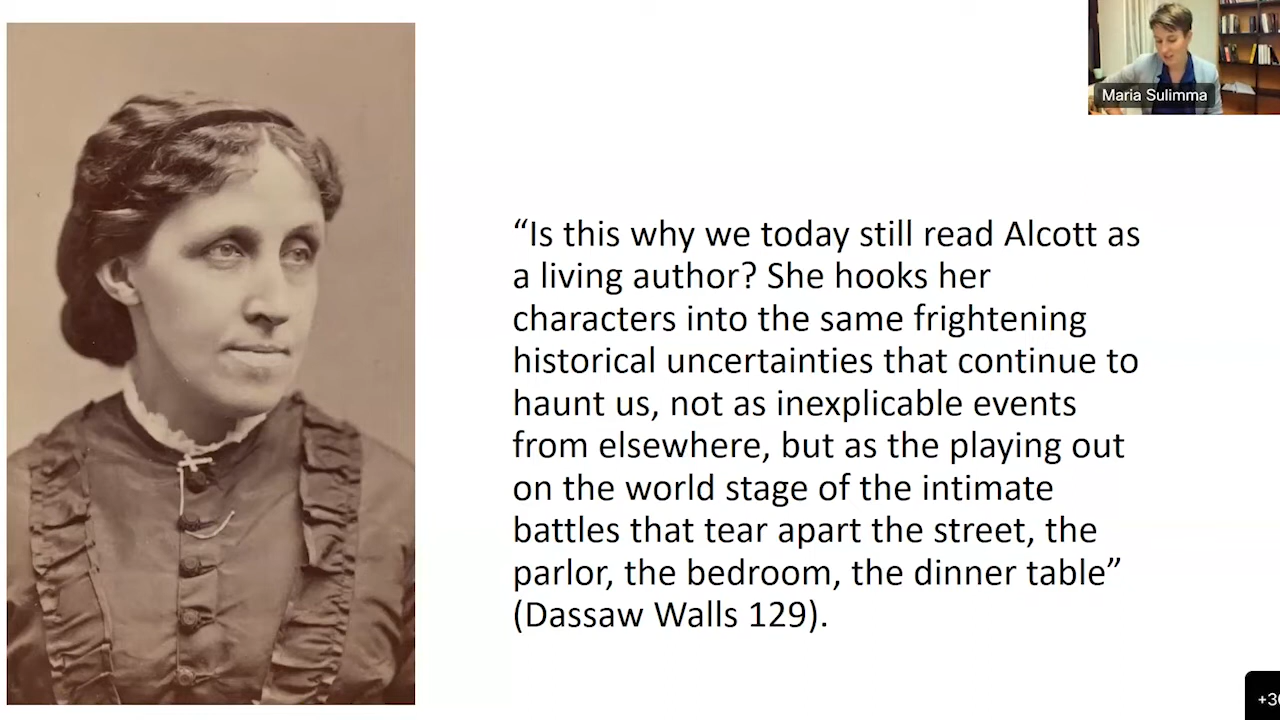 Maria Sulimma
“Is this why we today still read Alcott as
a living author? She hooks her
characters into the same frightening
historical uncertainties that continue to
haunt us, not as inexplicable events
from elsewhere, but as the playing out
on the world stage of the intimate
battles that tear apart the street, the
parlor, the bedroom, the dinner table”
(Dassaw Walls 129).